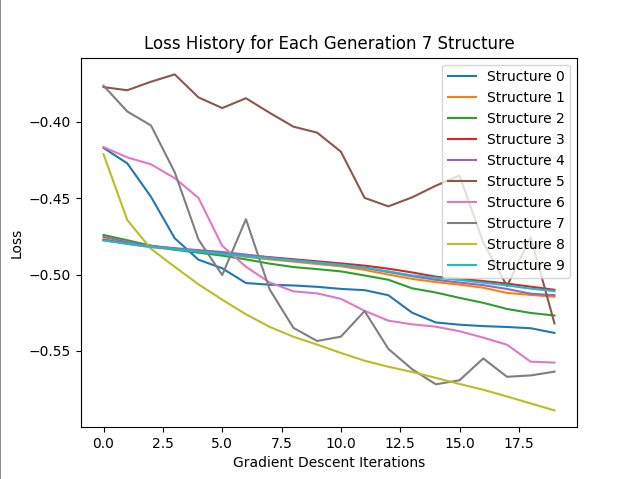 Loss History for Each Generation 7 Structure
Structure 0
Structure 1
Structure 2
Structure 3
Structure 4
Structure 5
Structure 6
Structure 7
Structure 8
Structure 9
−0.40
−0.45
−0.50
−0.55
Loss
0.0 2.5 5.0 7.5 10.0 12.5 15.0 17.5
Gradient Descent Iterations